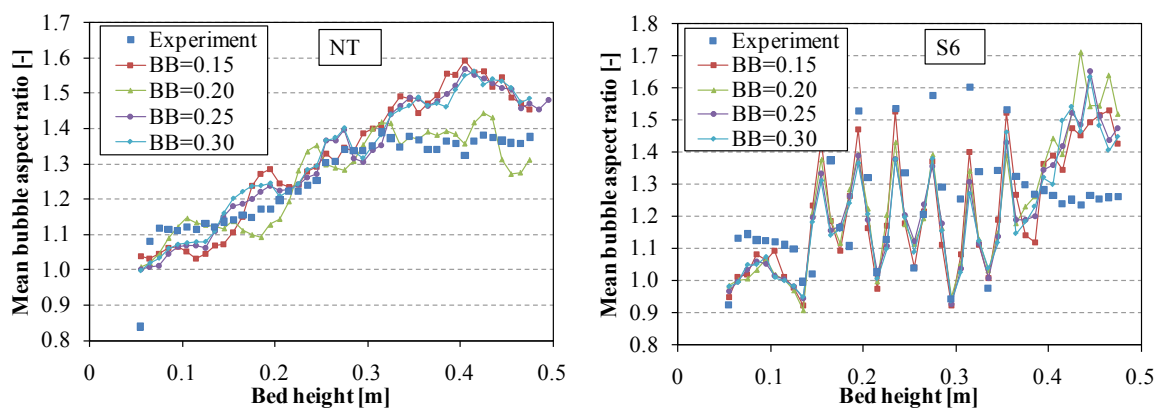 1.7
1.6
1.5
1.4
1.3
1.2
1.1
1.0
0.9
0.8
Mean bubble aspect ratio [-]
Experiment
BB=0.15
BB=0.20
BB=0.25
BB=0.30
NT
0
0.1
0.2
0.3
0.4
0.5
Bed height [m]
1.8
1.7
1.6
1.5
1.4
1.3
1.2
1.1
1.0
0.9
0.8
Mean bubble aspect ratio [-]
Experiment
BB=0.15
BB=0.20
BB=0.25
BB=0.30
S6
0
0.1
0.2
0.3
0.4
0.5
Bed height [m]